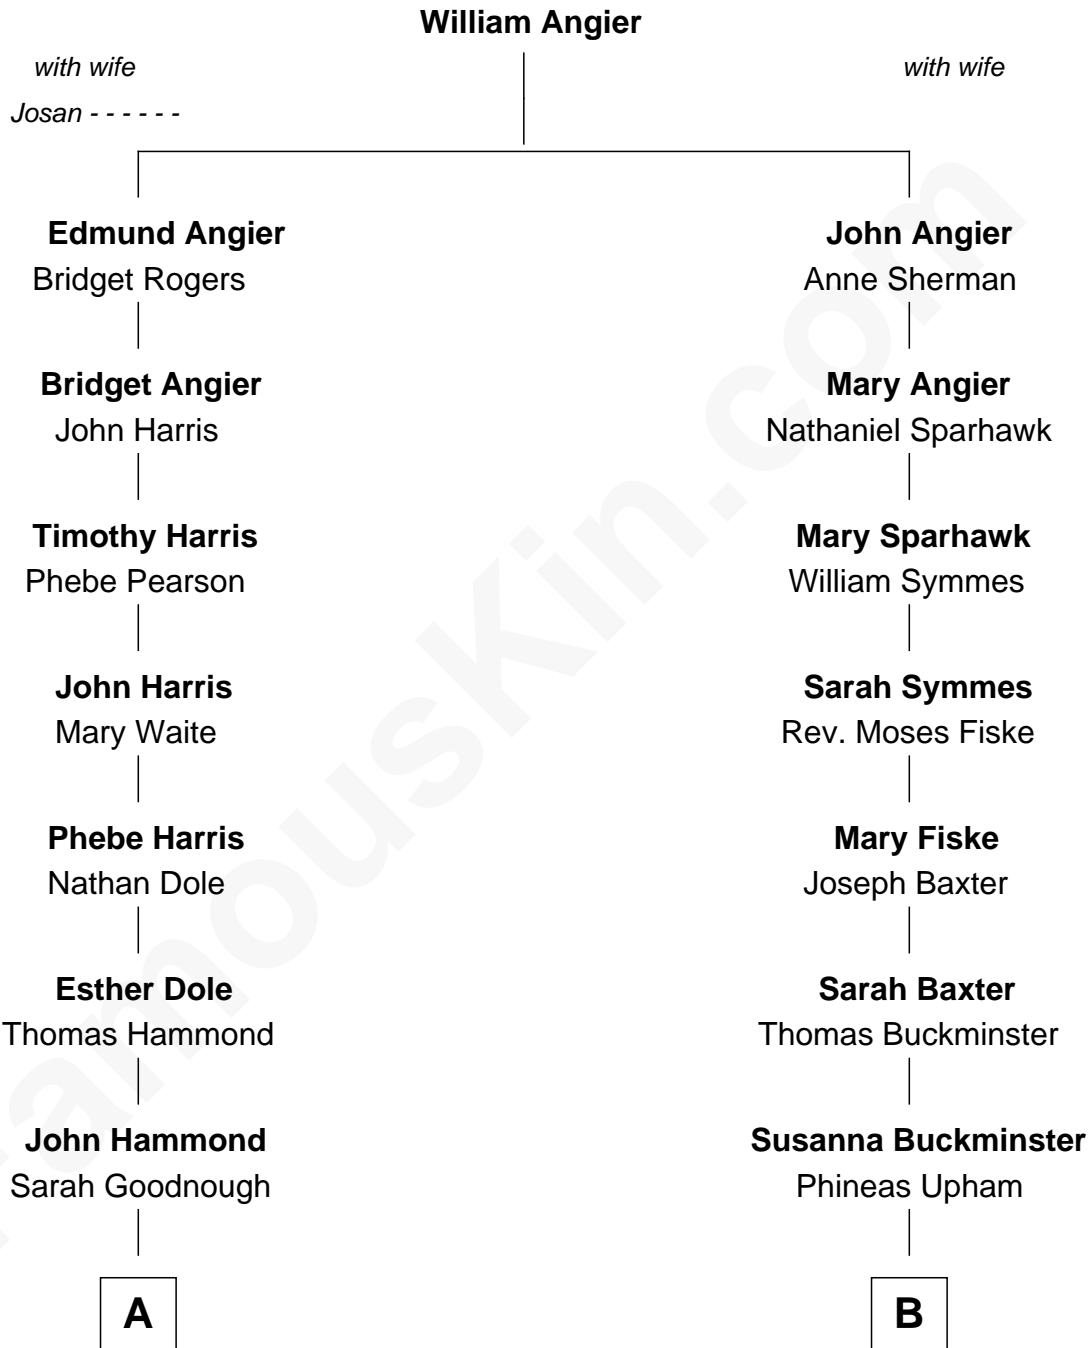 William Angier
with wife
with wife
Josan - - - - - -
Edmund Angier
John Angier
Bridget Rogers
Anne Sherman
Bridget Angier
Mary Angier
John Harris
Nathaniel Sparhawk
Timothy Harris
Mary Sparhawk
Phebe Pearson
William Symmes
John Harris
Sarah Symmes
Mary Waite
Rev. Moses Fiske
Phebe Harris
Mary Fiske
Nathan Dole
Joseph Baxter
Esther Dole
Sarah Baxter
Thomas Hammond
Thomas Buckminster
John Hammond
Susanna Buckminster
Sarah Goodnough
Phineas Upham
A
B
FamousKin.com